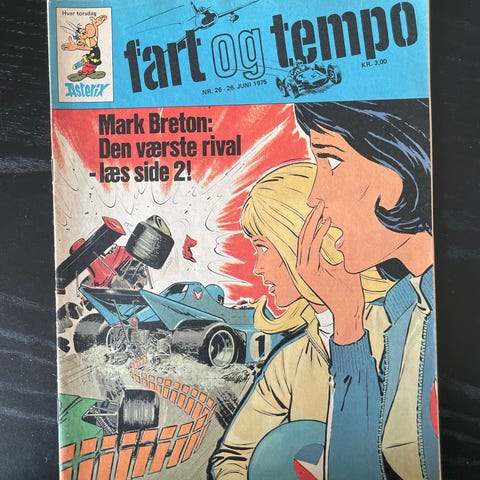 Hver torsdag
Asterix
fart og tempo
NR. 26 - 26. JUNI 1975
KR. 3,00
Mark Breton:
Den værste rival
- læs side 2!
1